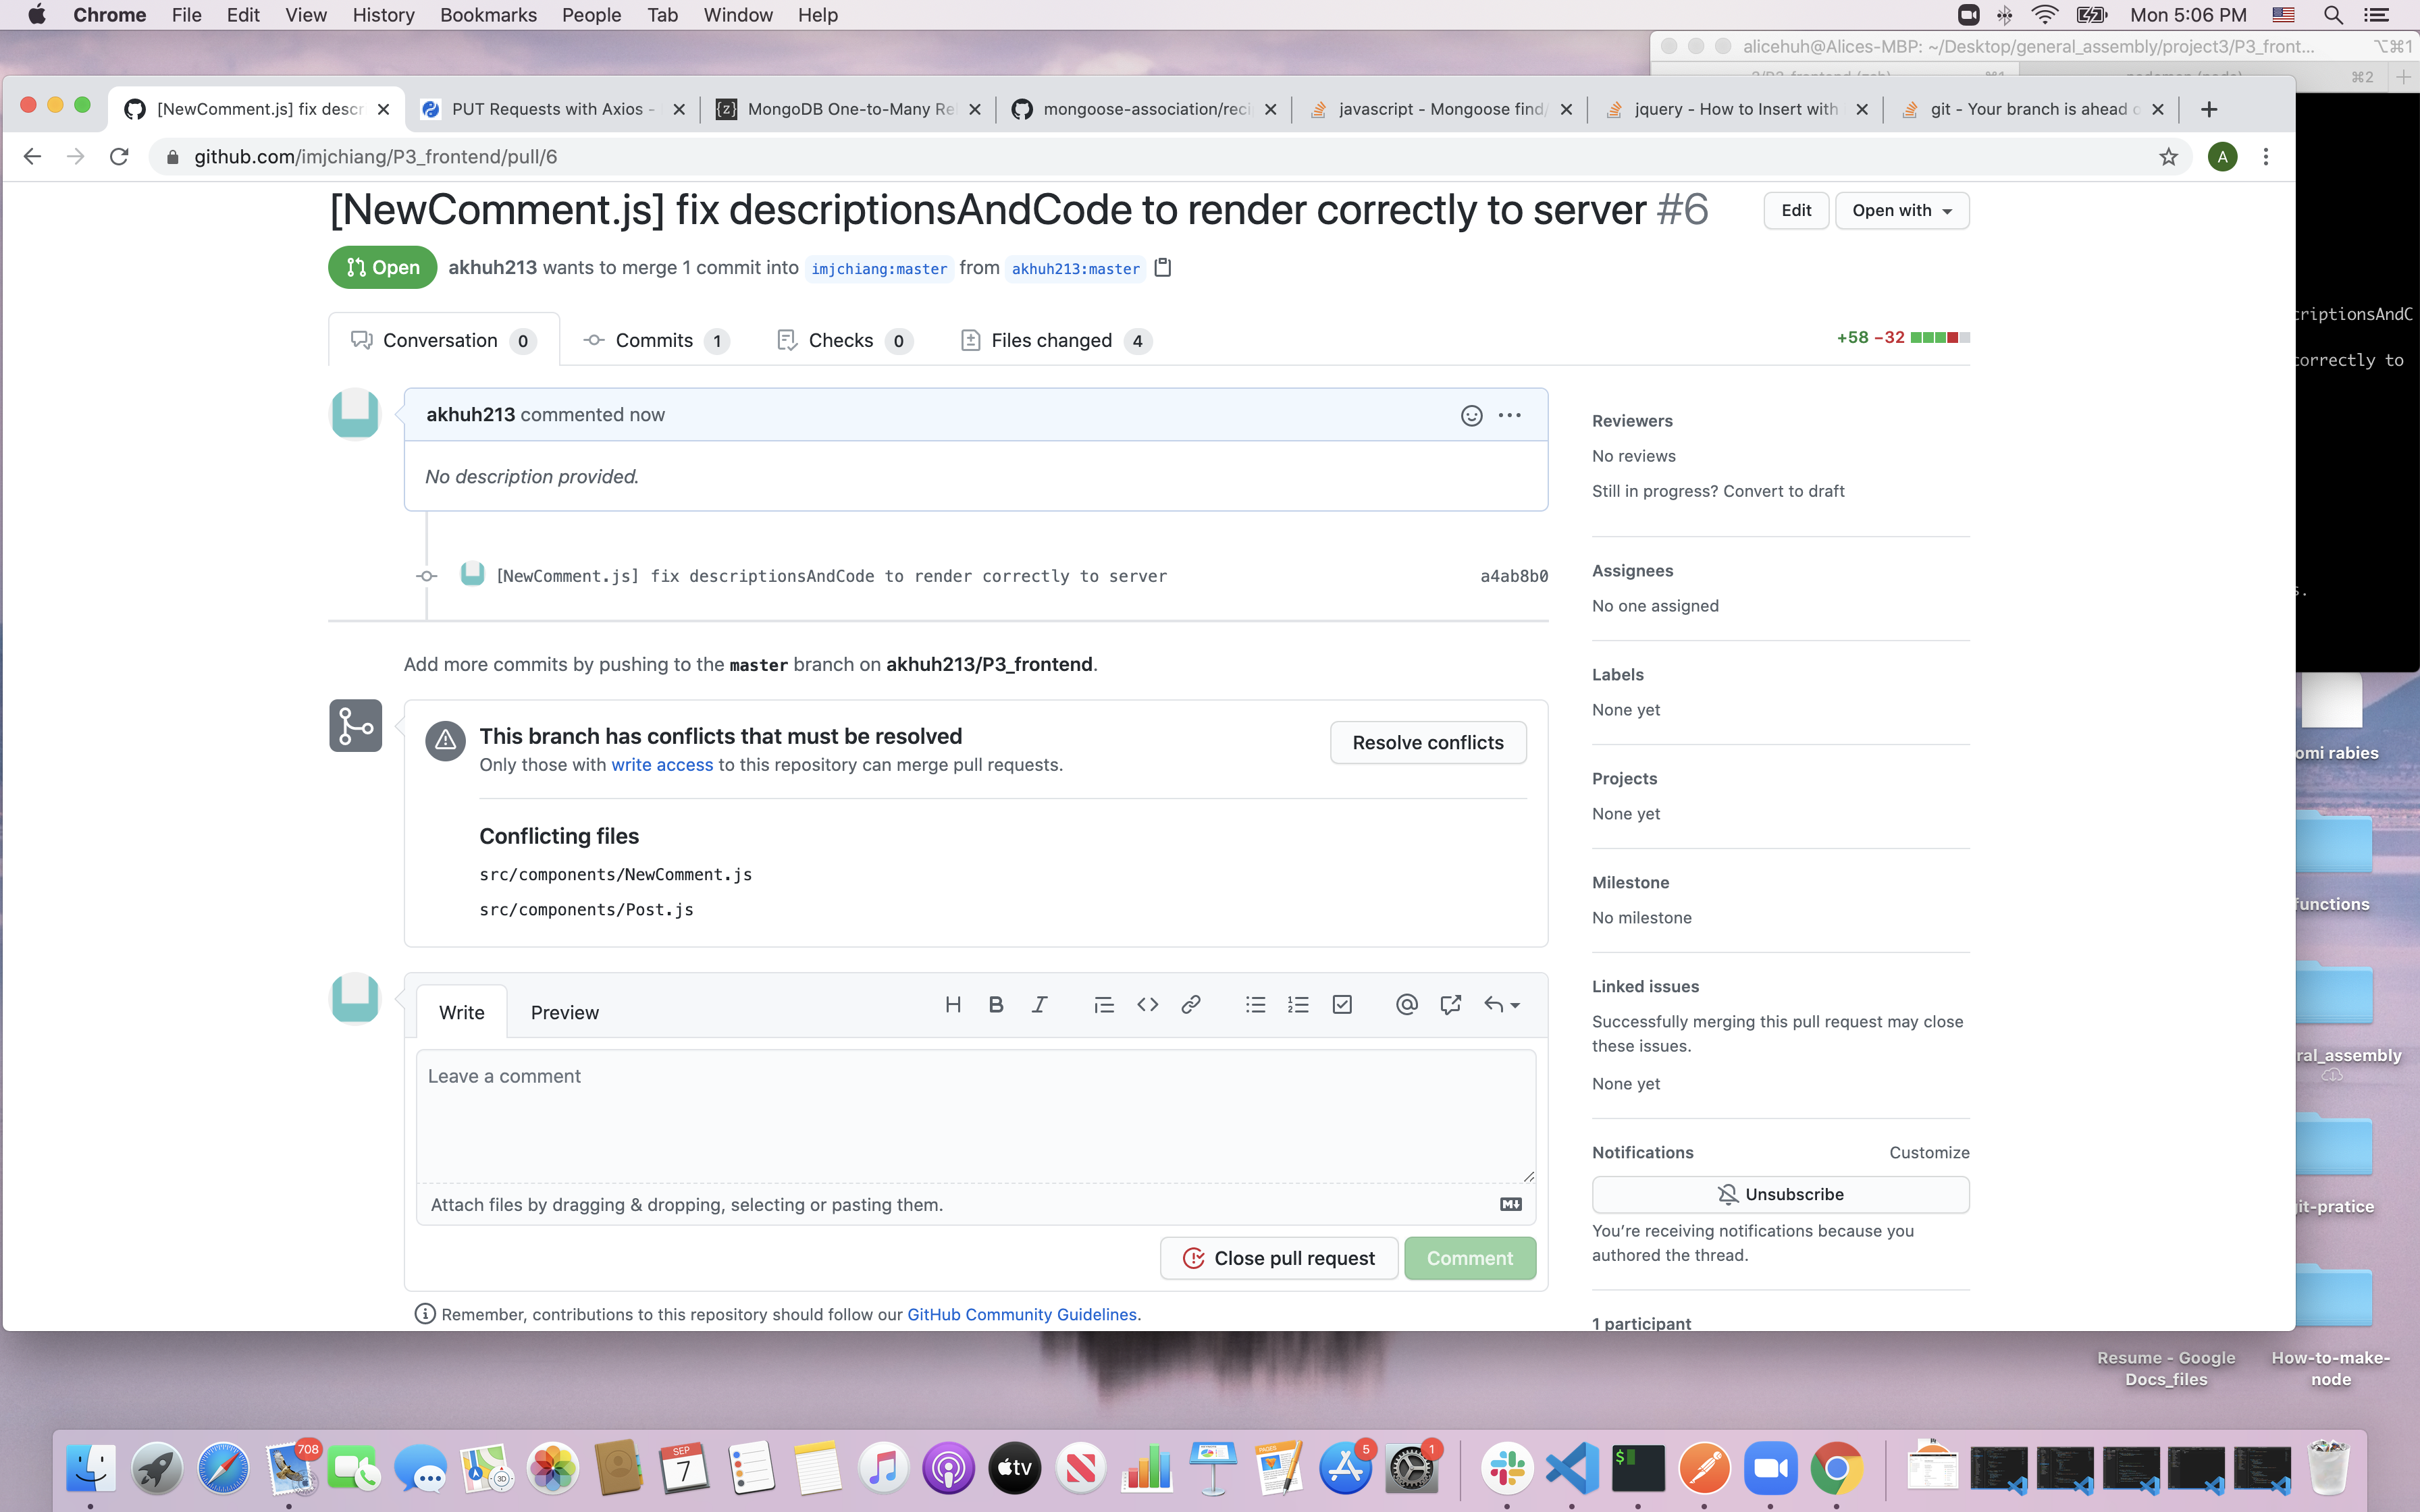 Chrome File Edit View History Bookmarks People Tab Window Help Mon 5:06 PM
alicehuh@Alices-MBP: ~/Desktop/general_assembly/project3/P3_front... ⌥⌘1
⌘1 ⌘2
[NewComment.js] fix descr PUT Requests with Axios - MongoDB One-to-Many Re mongoose-association/reci javascript - Mongoose find/ jquery - How to Insert with git - Your branch is ahead o
github.com/imjchiang/P3_frontend/pull/6 A
[NewComment.js] fix descriptionsAndCode to render correctly to server #6 Edit Open with
Open akhuh213 wants to merge 1 commit into imjchiang:master from akhuh213:master
Conversation 0 Commits 1 Checks 0 Files changed 4 +58 −32
criptionsAndC
correctly to
s.
akhuh213 commented now
No description provided.
[NewComment.js] fix descriptionsAndCode to render correctly to server a4ab8b0
Add more commits by pushing to the master branch on akhuh213/P3_frontend.
This branch has conflicts that must be resolved
Only those with write access to this repository can merge pull requests.
Resolve conflicts
Conflicting files
src/components/NewComment.js
src/components/Post.js
Write Preview
Leave a comment
Attach files by dragging & dropping, selecting or pasting them.
Close pull request Comment
Remember, contributions to this repository should follow our GitHub Community Guidelines.
Reviewers
No reviews
Still in progress? Convert to draft
Assignees
No one assigned
Labels
None yet
Projects
None yet
Milestone
No milestone
Linked issues
Successfully merging this pull request may close
these issues.
None yet
Notifications Customize
Unsubscribe
You’re receiving notifications because you
authored the thread.
1 participant
omi rabies
functions
ral_assembly
it-pratice
Resume - Google
Docs_files
How-to-make-
node
708
SEP
7
3D
tv
PAGES
5
1
$